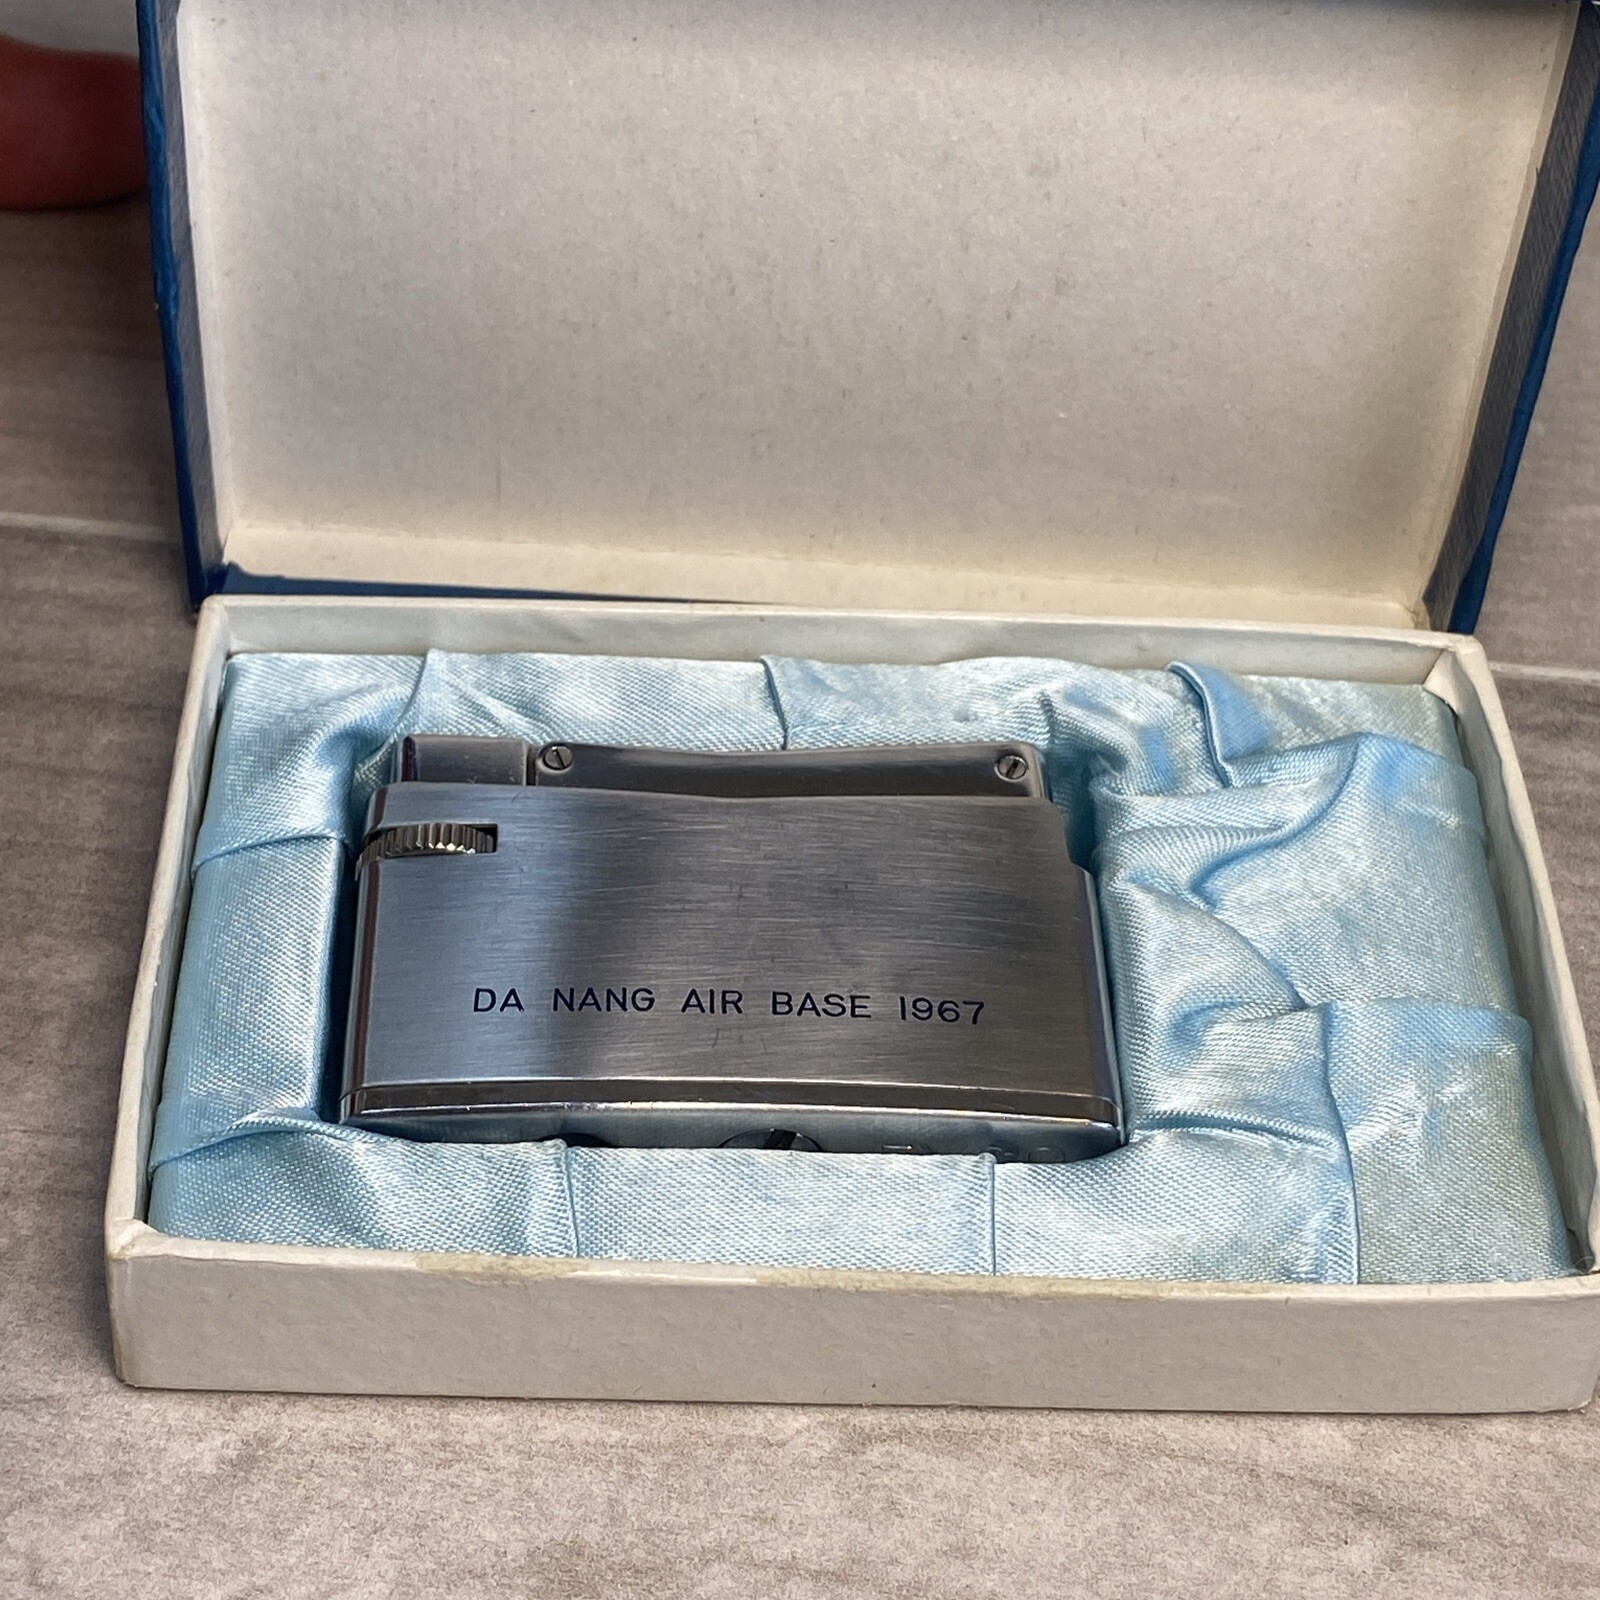 DA NANG AIR BASE 1967